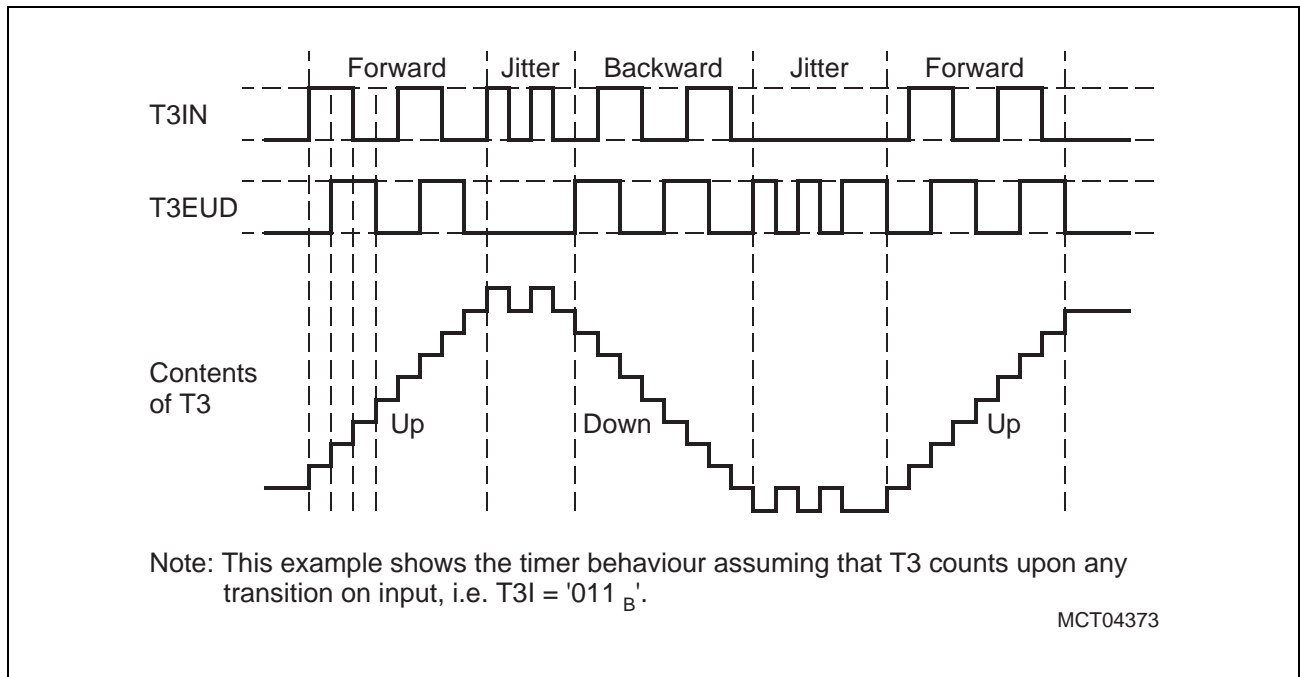 Forward Jitter Backward Jitter Forward
T3IN
T3EUD
Contents
of T3
Up Down Up
Note: This example shows the timer behaviour assuming that T3 counts upon any
transition on input, i.e. T3I = '011 B'.
MCT04373